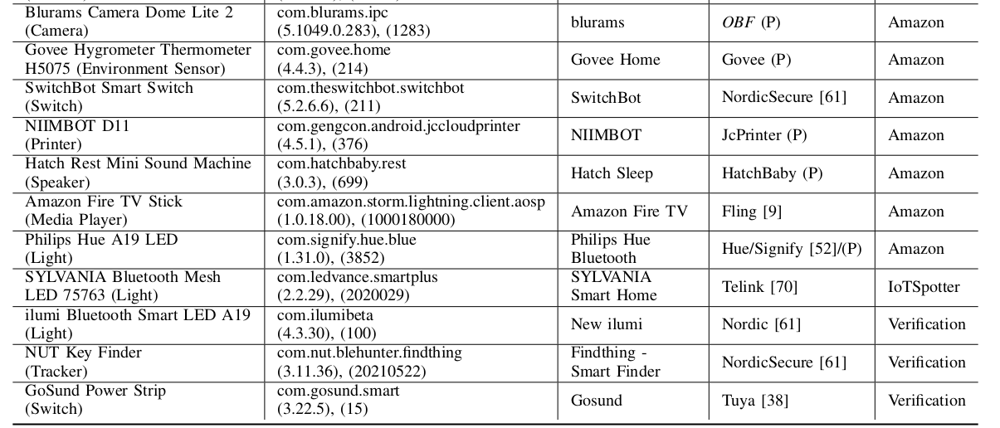 Blurams Camera Dome Lite 2
(Camera)
com.blurams.ipc
(5.1049.0.283), (1283)
blurams
OBF (P)
Amazon
Govee Hygrometer Thermometer
H5075 (Environment Sensor)
com.govee.home
(4.4.3), (214)
Govee Home
Govee (P)
Amazon
SwitchBot Smart Switch
(Switch)
com.theswitchbot.switchbot
(5.2.6.6), (211)
SwitchBot
NordicSecure [61]
Amazon
NIIMBOT D11
(Printer)
com.gengcon.android.jccloudprinter
(4.5.1), (376)
NIIMBOT
JcPrinter (P)
Amazon
Hatch Rest Mini Sound Machine
(Speaker)
com.hatchbaby.rest
(3.0.3), (699)
Hatch Sleep
HatchBaby (P)
Amazon
Amazon Fire TV Stick
(Media Player)
com.amazon.storm.lightning.client.aosp
(1.0.18.00), (1000180000)
Amazon Fire TV
Fling [9]
Amazon
Philips Hue A19 LED
(Light)
com.signify.hue.blue
(1.31.0), (3852)
Philips Hue
Bluetooth
Hue/Signify [52]/(P)
Amazon
SYLVANIA Bluetooth Mesh
LED 75763 (Light)
com.ledvance.smartplus
(2.2.29), (2020029)
SYLVANIA
Smart Home
Telink [70]
IoTSpotter
ilumi Bluetooth Smart LED A19
(Light)
com.ilumibeta
(4.3.30), (100)
New ilumi
Nordic [61]
Verification
NUT Key Finder
(Tracker)
com.nut.blehunter.findthing
(3.11.36), (20210522)
Findthing -
Smart Finder
NordicSecure [61]
Verification
GoSund Power Strip
(Switch)
com.gosund.smart
(3.22.5), (15)
Gosund
Tuya [38]
Verification